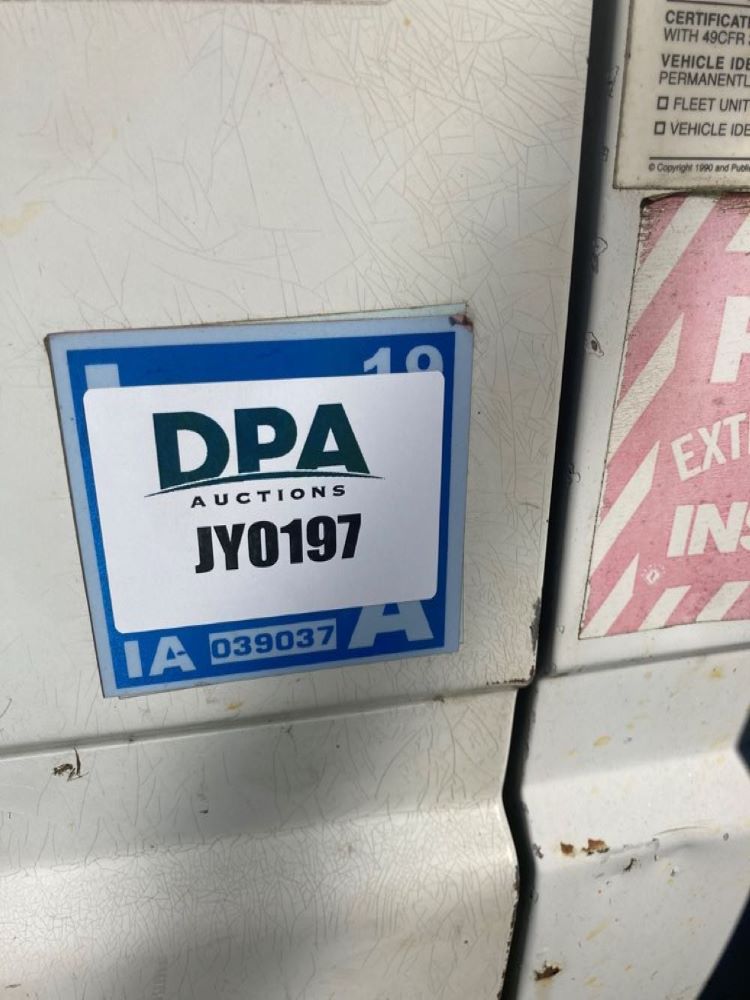 19
DPA
AUCTIONS
JY0197
A
IA 039037
CERTIFICATI
WITH 49CFR
VEHICLE IDE
PERMANENTL
☐ FLEET UNIT
☐ VEHICLE IDE
© Copyright 1990 and Publi
EXT
INS